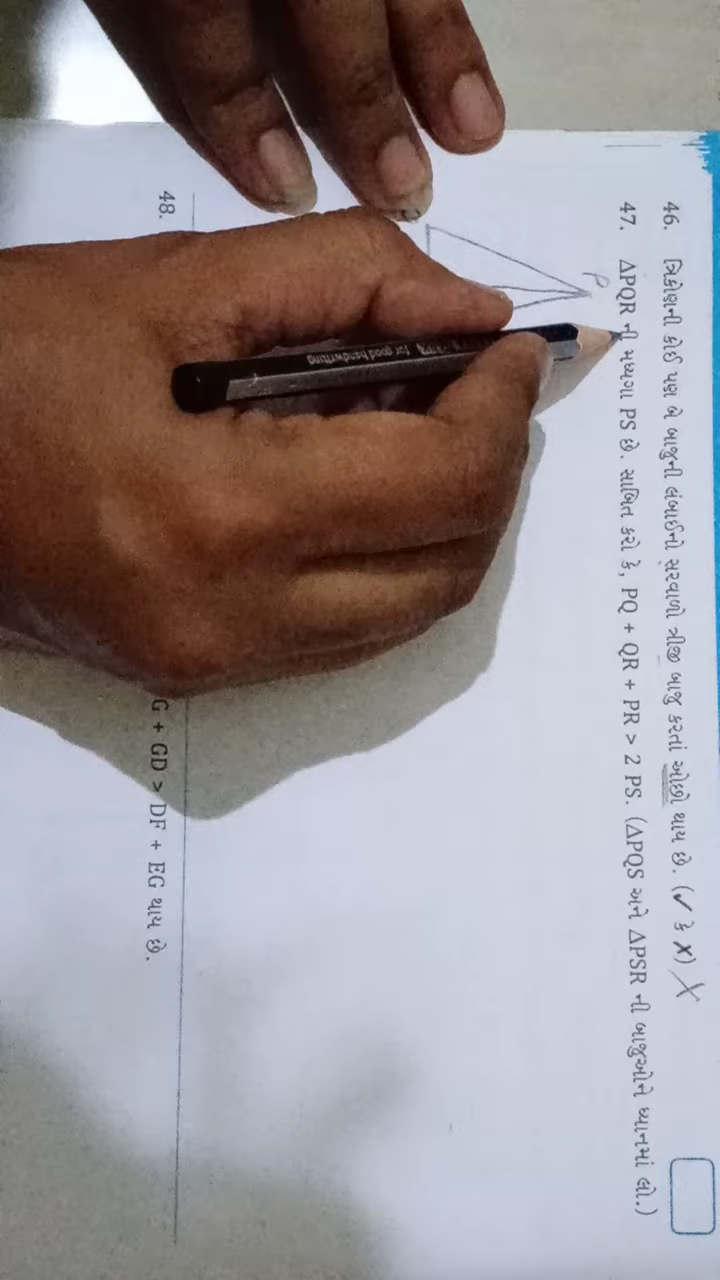 46. ત્રિકોણની કોઈ પણ બે બાજુની લંબાઈનો સરવાળો ત્રીજી બાજુ કરતાં ઓછો થાય છે. (✓ કે ✗) ✗
47. ΔPQR ની મધ્યગા PS છે. સાબિત કરો કે, PQ + QR + PR > 2 PS. (ΔPQS અને ΔPSR ની બાજુઓને ધ્યાનમાં લો.)
P
for good handwriting
48. G + GD > DF + EG થાય છે.